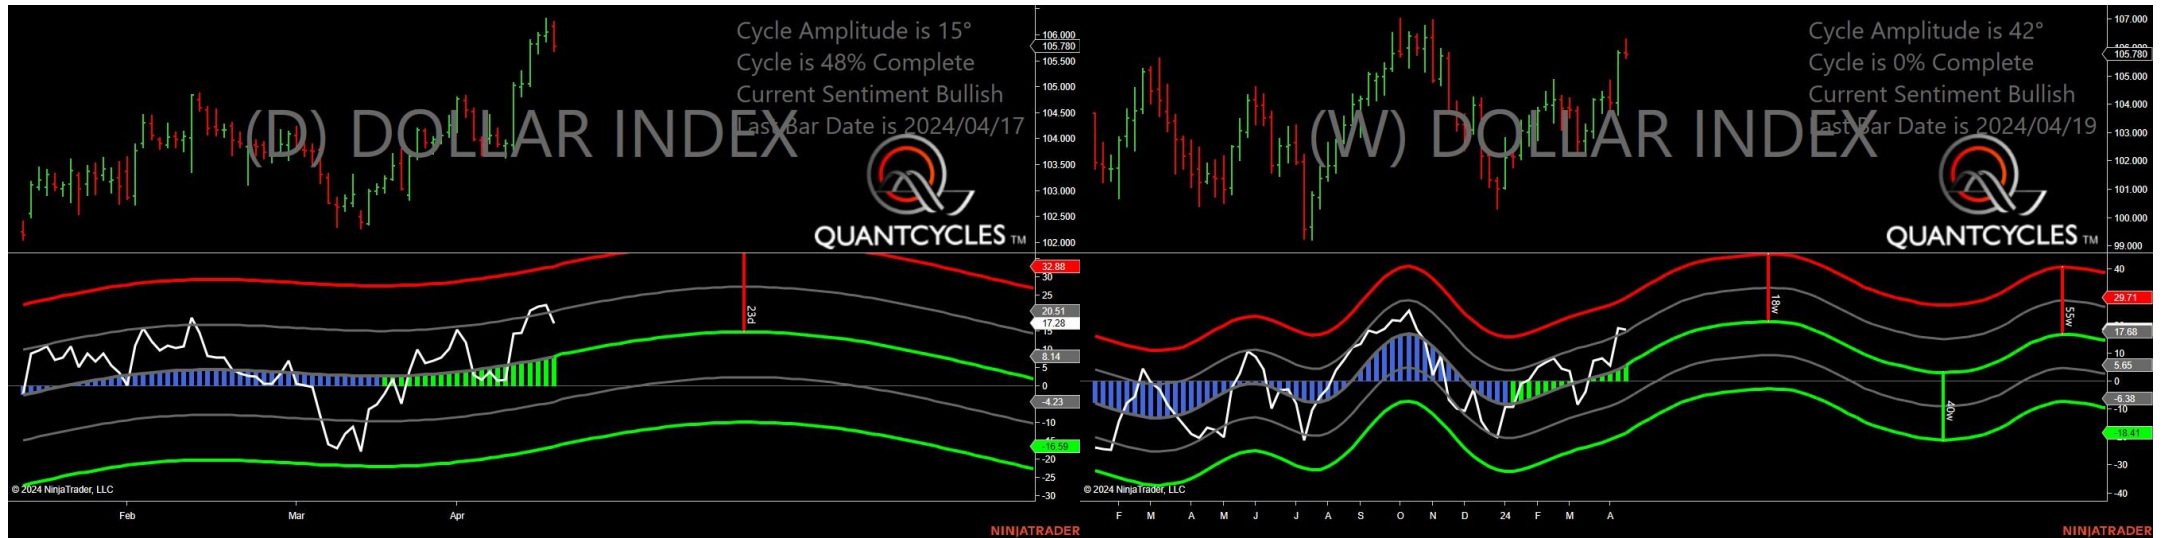 Cycle Amplitude is 15°
Cycle is 48% Complete
Current Sentiment Bullish
Last Bar Date is 2024/04/17
(D) DOLLAR INDEX
QUANTCYCLES TM
106.000
105.780
105.500
105.000
104.500
104.000
103.500
103.000
102.500
102.000
23d
32.88
30
25
20.51
17.28
15
10
8.14
5
0
-4.23
-10
-16.59
-20
-25
-30
© 2024 NinjaTrader, LLC
Feb Mar Apr
NINJATRADER
Cycle Amplitude is 42°
Cycle is 0% Complete
Current Sentiment Bullish
Last Bar Date is 2024/04/19
(W) DOLLAR INDEX
QUANTCYCLES TM
107.000
106.000
105.780
105.000
104.000
103.000
102.000
101.000
100.000
99.000
18w
55w
40w
40
29.71
17.68
10
5.65
0
-6.38
-10
-18.41
-30
-40
© 2024 NinjaTrader, LLC
F M A M J J A S O N D 24 F M A
NINJATRADER